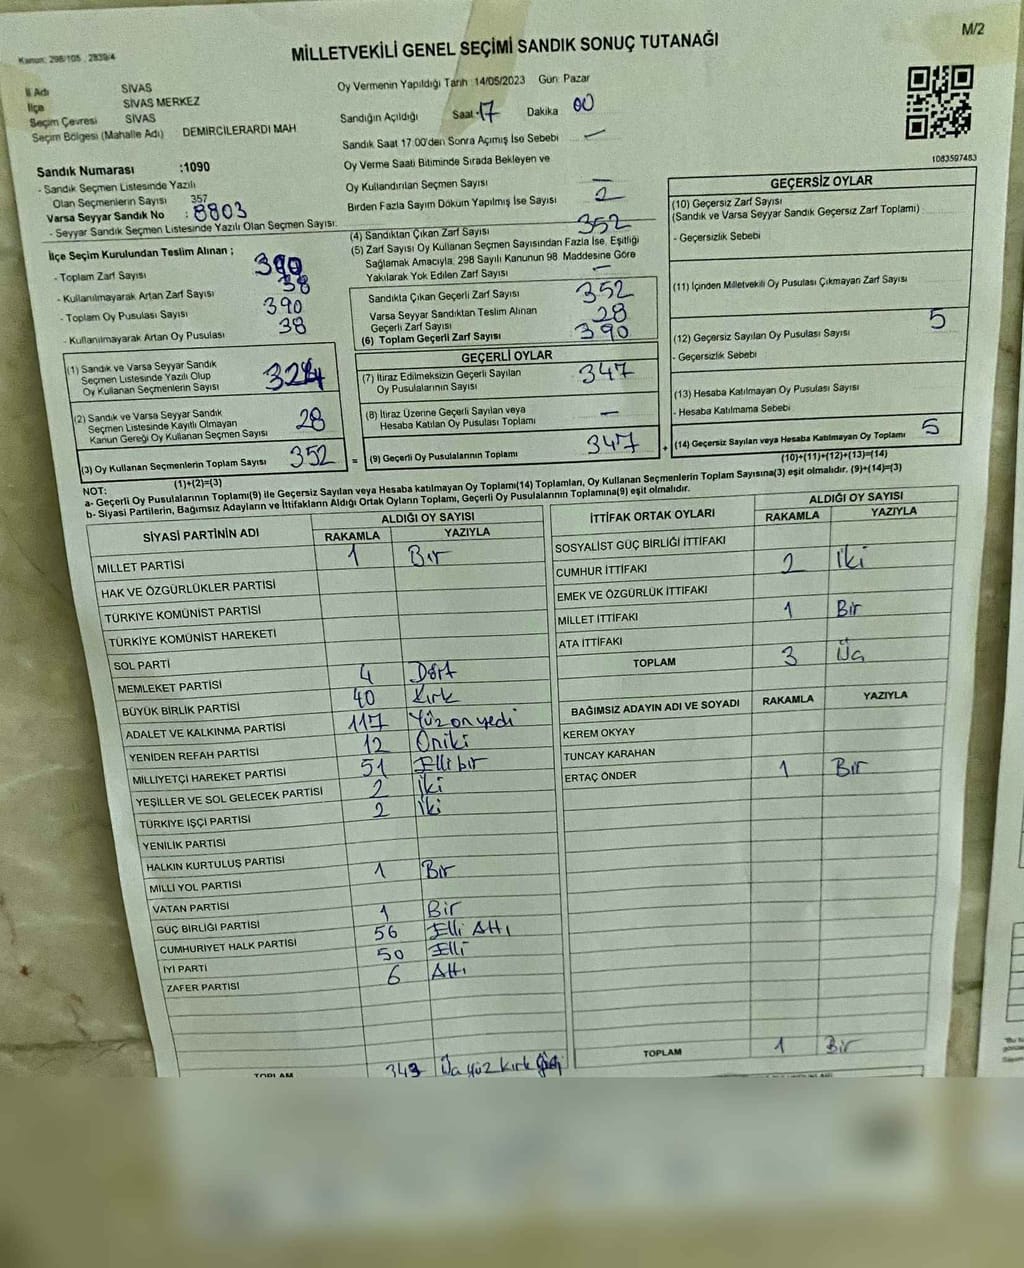 M/2
Kanun: 298/105 , 2839/4
MİLLETVEKİLİ GENEL SEÇİMİ SANDIK SONUÇ TUTANAĞI
İl Adı SİVAS
İlçe SİVAS MERKEZ
Seçim Çevresi SİVAS
Seçim Bölgesi (Mahalle Adı) DEMİRCİLERARDI MAH
Sandık Numarası :1090
- Sandık Seçmen Listesinde Yazılı
Olan Seçmenlerin Sayısı 357
Varsa Seyyar Sandık No : 8803
- Seyyar Sandık Seçmen Listesinde Yazılı Olan Seçmen Sayısı:
Oy Vermenin Yapıldığı Tarih :14/05/2023 Gün: Pazar
Sandığın Açıldığı Saat 17 Dakika 00
Sandık Saat 17.00'den Sonra Açımış İse Sebebi —
Oy Verme Saati Bitiminde Sırada Bekleyen ve
Oy Kullandırılan Seçmen Sayısı —
Birden Fazla Sayım Döküm Yapılmış İse Sayısı 2
1083597483
İlçe Seçim Kurulundan Teslim Alınan ;
- Toplam Zarf Sayısı 390
- Kullanılmayarak Artan Zarf Sayısı 38
- Toplam Oy Pusulası Sayısı 390
- Kullanılmayarak Artan Oy Pusulası 38
(1) Sandık ve Varsa Seyyar Sandık
Seçmen Listesinde Yazılı Olup
Oy Kullanan Seçmenlerin Sayısı 324
(2) Sandık ve Varsa Seyyar Sandık
Seçmen Listesinde Kayıtlı Olmayan
Kanun Gereği Oy Kullanan Seçmen Sayısı 28
(3) Oy Kullanan Seçmenlerin Toplam Sayısı 352
(1)+(2)=(3)
(4) Sandıktan Çıkan Zarf Sayısı 352
(5) Zarf Sayısı Oy Kullanan Seçmen Sayısından Fazla İse, Eşitliği
Sağlamak Amacıyla, 298 Sayılı Kanunun 98. Maddesine Göre
Yakılarak Yok Edilen Zarf Sayısı —
Sandıkta Çıkan Geçerli Zarf Sayısı 352
Varsa Seyyar Sandıktan Teslim Alınan
Geçerli Zarf Sayısı 28
(6) Toplam Geçerli Zarf Sayısı 390
GEÇERLİ OYLAR
(7) İtiraz Edilmeksizin Geçerli Sayılan
Oy Pusulalarının Sayısı 347
(8) İtiraz Üzerine Geçerli Sayılan veya
Hesaba Katılan Oy Pusulası Toplamı —
= (9) Geçerli Oy Pusulalarının Toplamı 347 +
GEÇERSİZ OYLAR
(10) Geçersiz Zarf Sayısı
(Sandık ve Varsa Seyyar Sandık Geçersiz Zarf Toplamı)
- Geçersizlik Sebebi
(11) İçinden Milletvekili Oy Pusulası Çıkmayan Zarf Sayısı
(12) Geçersiz Sayılan Oy Pusulası Sayısı 5
- Geçersizlik Sebebi
(13) Hesaba Katılmayan Oy Pusulası Sayısı
- Hesaba Katılmama Sebebi
(14) Geçersiz Sayılan veya Hesaba Katılmayan Oy Toplamı 5
(10)+(11)+(12)+(13)=(14)
NOT:
a- Geçerli Oy Pusulalarının Toplamı(9) ile Geçersiz Sayılan veya Hesaba Katılmayan Oy Toplamı(14) Toplamları, Oy Kullanan Seçmenlerin Toplam Sayısına(3) eşit olmalıdır. (9)+(14)=(3)
b- Siyasi Partilerin, Bağımsız Adayların ve İttifakların Aldığı Ortak Oyların Toplamı, Geçerli Oy Pusulalarının Toplamına(9) eşit olmalıdır.
SİYASİ PARTİNİN ADI ALDIĞI OY SAYISI
RAKAMLA YAZIYLA
MİLLET PARTİSİ 1 Bir
HAK VE ÖZGÜRLÜKLER PARTİSİ
TÜRKİYE KOMÜNİST PARTİSİ
TÜRKİYE KOMÜNİST HAREKETİ
SOL PARTİ
MEMLEKET PARTİSİ 4 Dört
BÜYÜK BİRLİK PARTİSİ 40 Kırk
ADALET VE KALKINMA PARTİSİ 117 Yüz on yedi
YENİDEN REFAH PARTİSİ 12 Oniki
MİLLİYETÇİ HAREKET PARTİSİ 51 Elli bir
YEŞİLLER VE SOL GELECEK PARTİSİ 2 İki
TÜRKİYE İŞÇİ PARTİSİ 2 İki
YENİLİK PARTİSİ
HALKIN KURTULUŞ PARTİSİ
MİLLİ YOL PARTİSİ 1 Bir
VATAN PARTİSİ
GÜÇ BİRLİĞİ PARTİSİ 1 Bir
CUMHURİYET HALK PARTİSİ 56 Elli Altı
İYİ PARTİ 50 Elli
ZAFER PARTİSİ 6 Altı
TOPLAM 343 Üç yüz kırk
İTTİFAK ORTAK OYLARI ALDIĞI OY SAYISI
RAKAMLA YAZIYLA
SOSYALİST GÜÇ BİRLİĞİ İTTİFAKI
CUMHUR İTTİFAKI 2 İki
EMEK VE ÖZGÜRLÜK İTTİFAKI
MİLLET İTTİFAKI 1 Bir
ATA İTTİFAKI
TOPLAM 3 Üç
BAĞIMSIZ ADAYIN ADI VE SOYADI RAKAMLA YAZIYLA
KEREM OKYAY
TUNCAY KARAHAN
ERTAÇ ÖNDER 1 Bir
TOPLAM 1 Bir